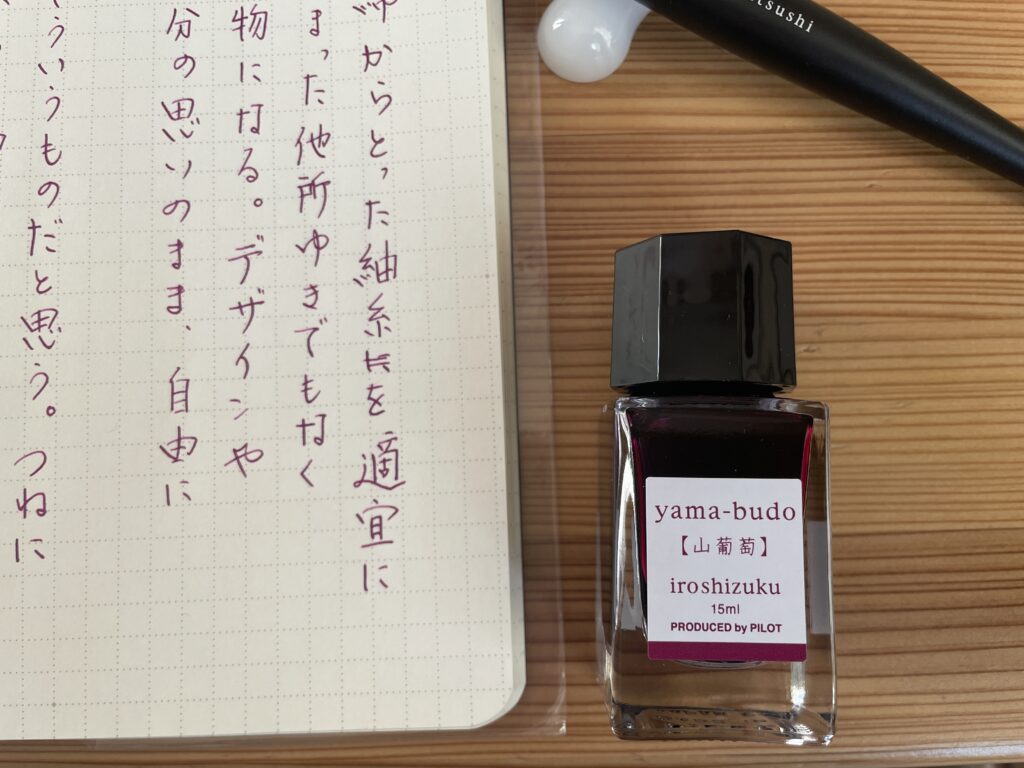 からとった紬糸を適宜に
まった他所ゆきでもなく
物になる。デザインや
分の思いのまま、自由に
ういうものだと思う。つねに
tsushi
yama-budo
【山葡萄】
iroshizuku
15ml
PRODUCED by PILOT